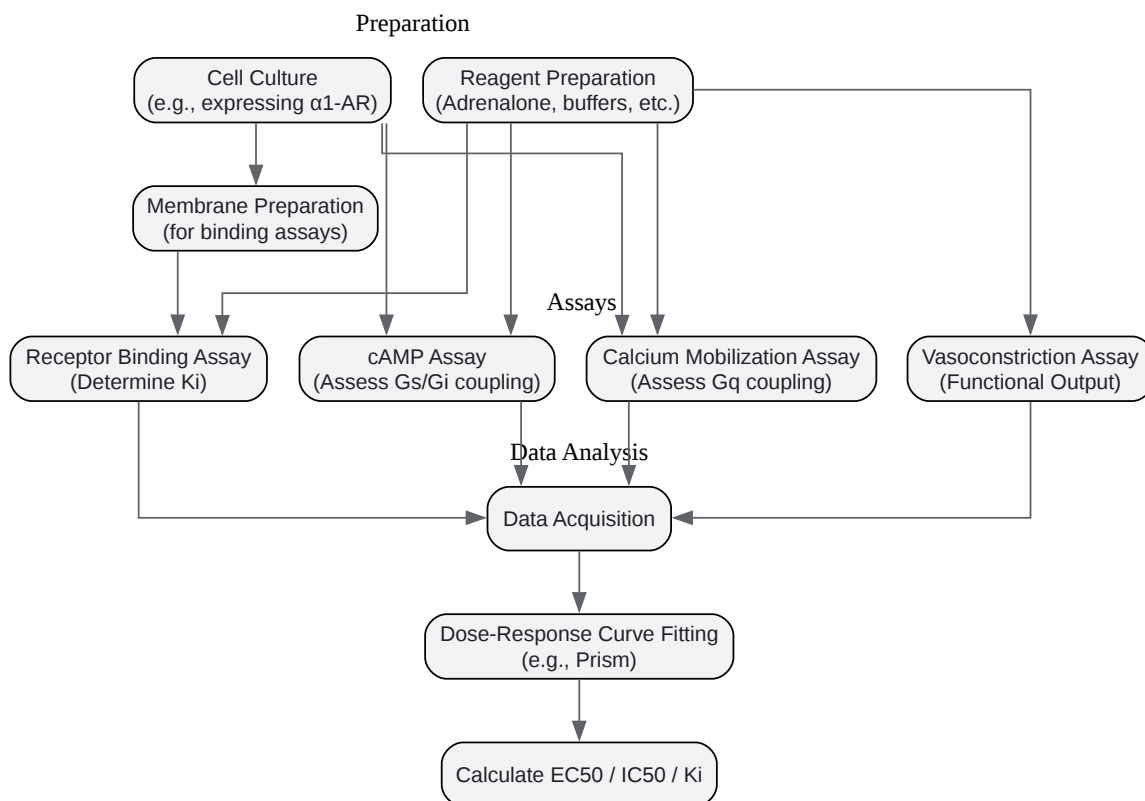 Preparation
Cell Culture
(e.g., expressing α1-AR)
Reagent Preparation
(Adrenalone, buffers, etc.)
Membrane Preparation
(for binding assays)
Assays
Receptor Binding Assay
(Determine Ki)
cAMP Assay
(Assess Gs/Gi coupling)
Calcium Mobilization Assay
(Assess Gq coupling)
Vasoconstriction Assay
(Functional Output)
Data Analysis
Data Acquisition
Dose-Response Curve Fitting
(e.g., Prism)
Calculate EC50 / IC50 / Ki